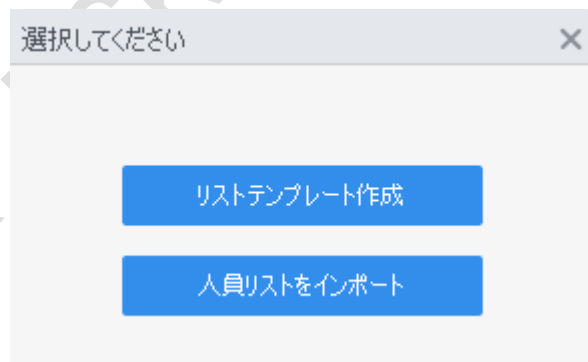 選択してください
リストテンプレート作成
人員リストをインポート